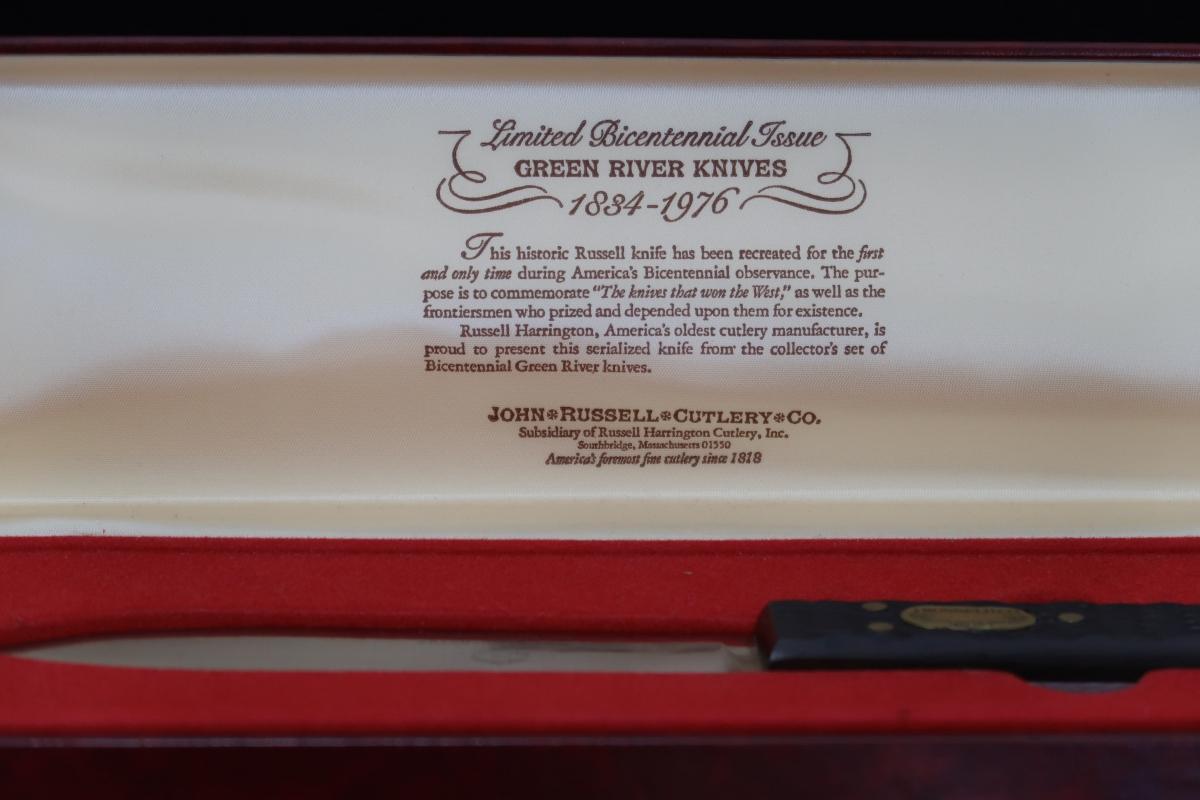 Limited Bicentennial Issue
GREEN RIVER KNIVES
1834-1976
This historic Russell knife has been recreated for the first
and only time during America's Bicentennial observance. The pur-
pose is to commemorate "The knives that won the West," as well as the
frontiersmen who prized and depended upon them for existence.
Russell Harrington, America's oldest cutlery manufacturer, is
proud to present this serialized knife from the collector's set of
Bicentennial Green River knives.
JOHN*RUSSELL*CUTLERY*CO.
Subsidiary of Russell Harrington Cutlery, Inc.
Southbridge, Massachusetts 01550
America's foremost fine cutlery since 1818